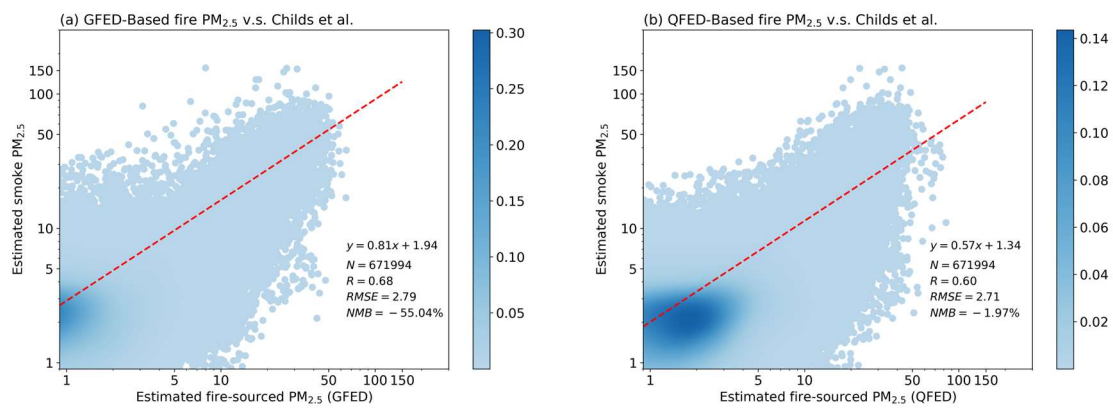 (a) GFED-Based fire PM2.5 v.s. Childs et al.
Estimated smoke PM2.5
150
100
50
10
5
1
1
5
10
50
100
150
Estimated fire-sourced PM2.5 (GFED)
y = 0.81x + 1.94
N = 671994
R = 0.68
RMSE = 2.79
NMB = −55.04%
0.30
0.25
0.20
0.15
0.10
0.05
(b) QFED-Based fire PM2.5 v.s. Childs et al.
Estimated smoke PM2.5
150
100
50
10
5
1
1
5
10
50
100
150
Estimated fire-sourced PM2.5 (QFED)
y = 0.57x + 1.34
N = 671994
R = 0.60
RMSE = 2.71
NMB = −1.97%
0.14
0.12
0.10
0.08
0.06
0.04
0.02